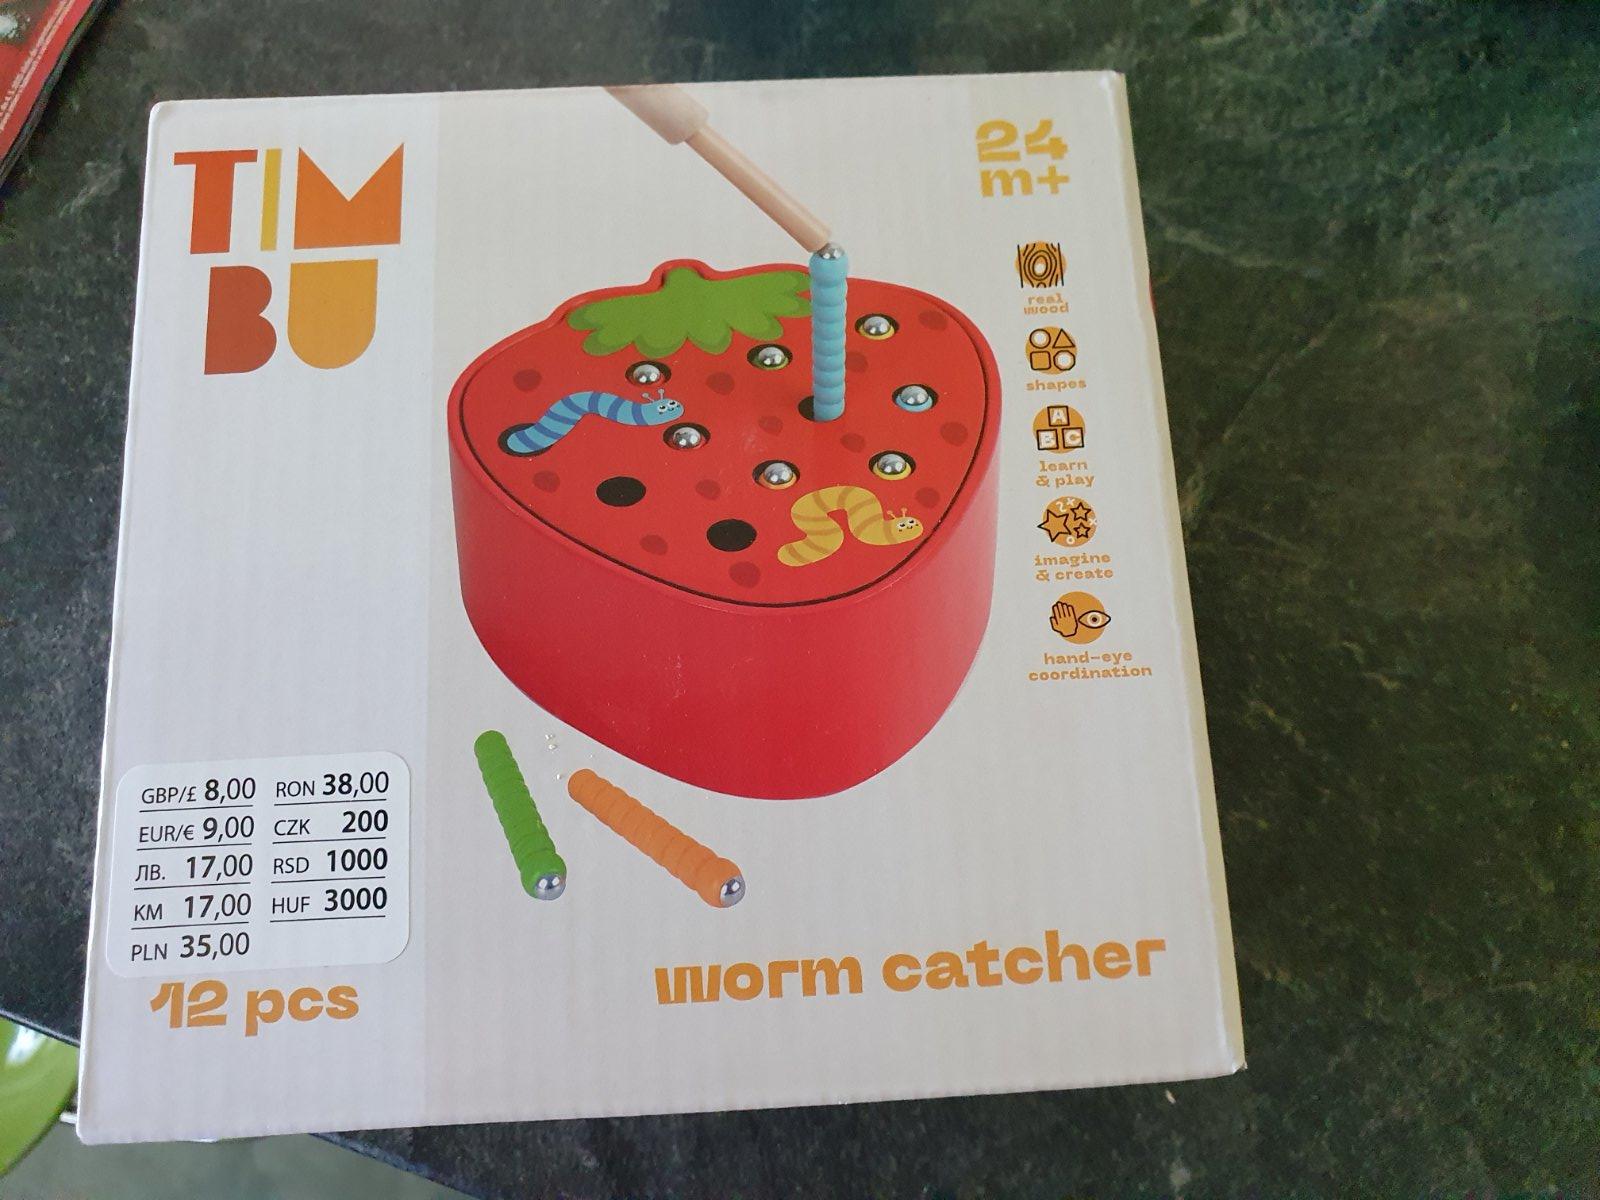 TIM
BU
24
m+
real
wood
shapes
A
B C
learn
& play
2x
imagine
& create
hand-eye
coordination
GBP/£ 8,00
EUR/€ 9,00
ЛВ. 17,00
KM 17,00
PLN 35,00
RON 38,00
CZK 200
RSD 1000
HUF 3000
12 pcs
worm catcher